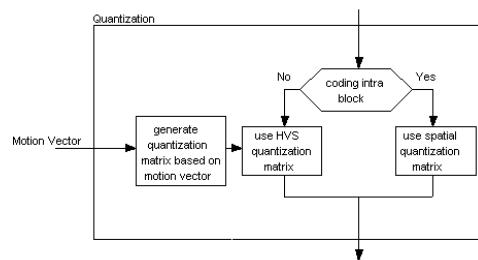 Quantization
No
coding intra
block
Yes
Motion Vector
generate
quantization
matrix based on
motion vector
use HVS
quantization
matrix
use spatial
quantization
matrix